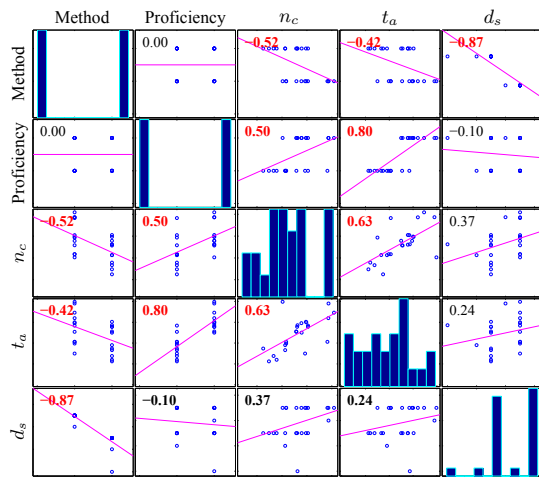 Method Proficiency n_c t_a d_s
Method 0.00 −0.52 −0.42 −0.87
Proficiency 0.00 0.50 0.80 −0.10
n_c −0.52 0.50 0.63 0.37
t_a −0.42 0.80 0.63 0.24
d_s −0.87 −0.10 0.37 0.24